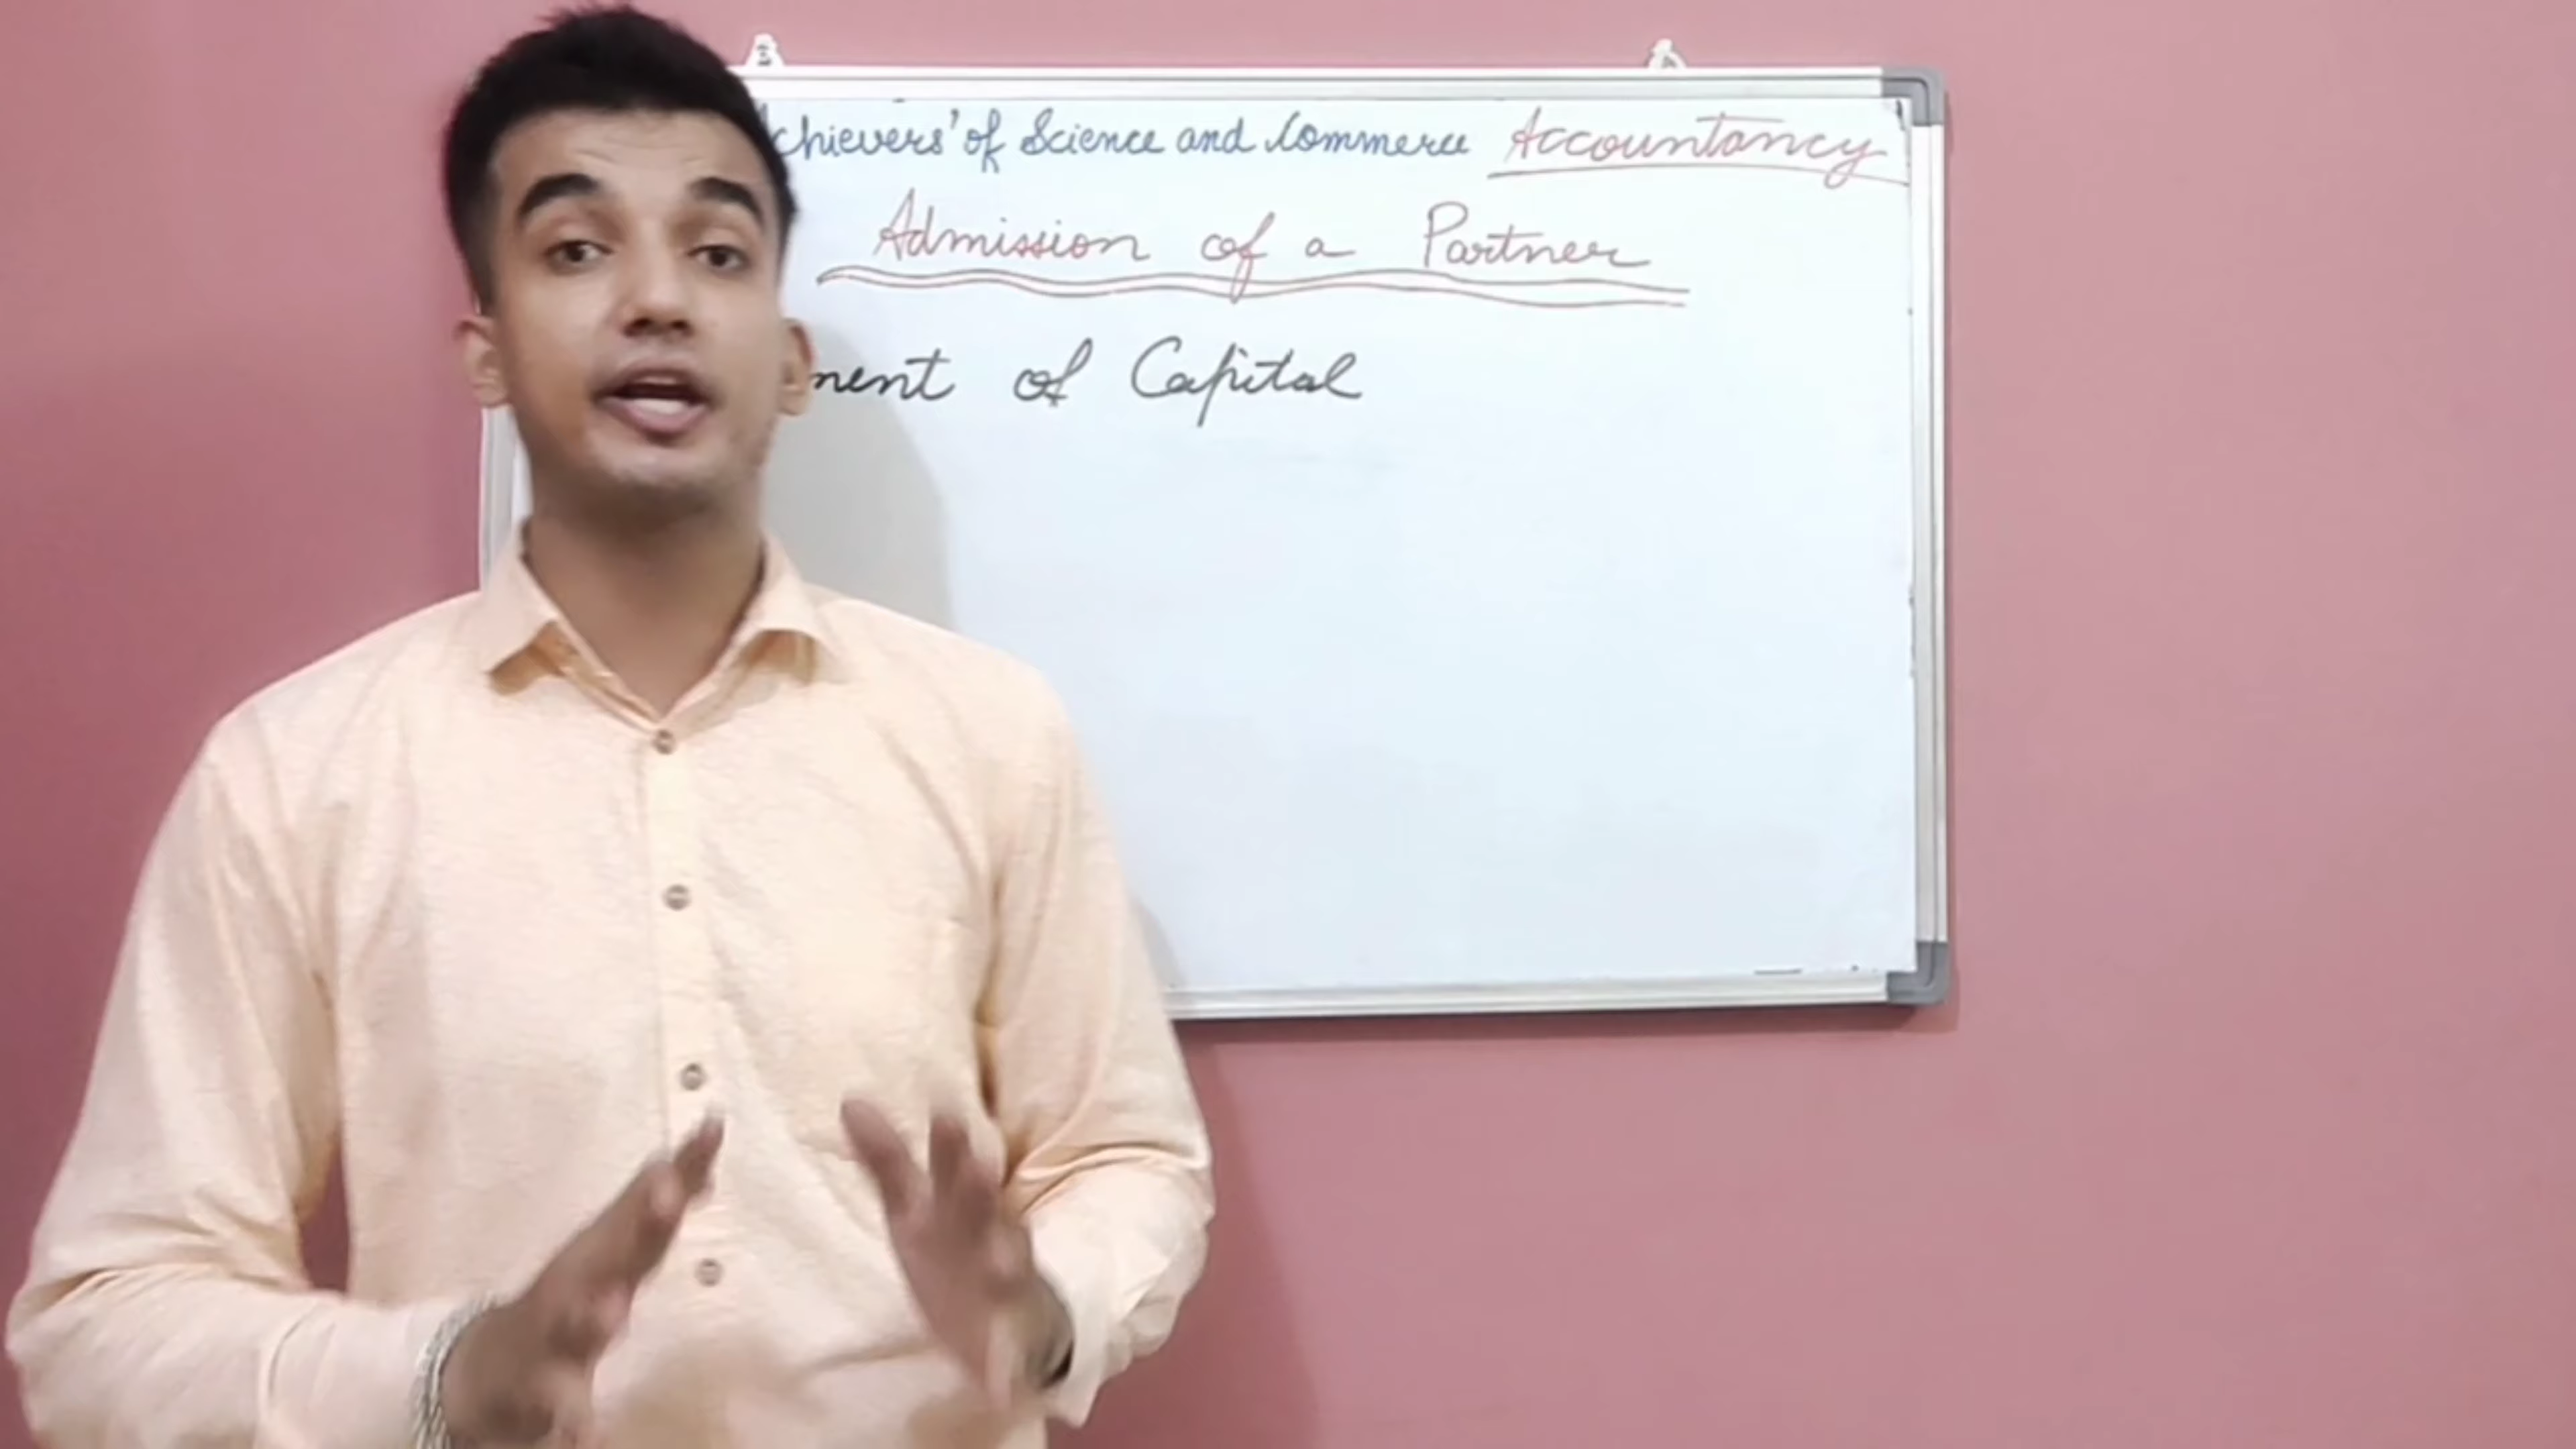 chievers' of Science and Commerce Accountancy
Admission of a Partner
ment of Capital